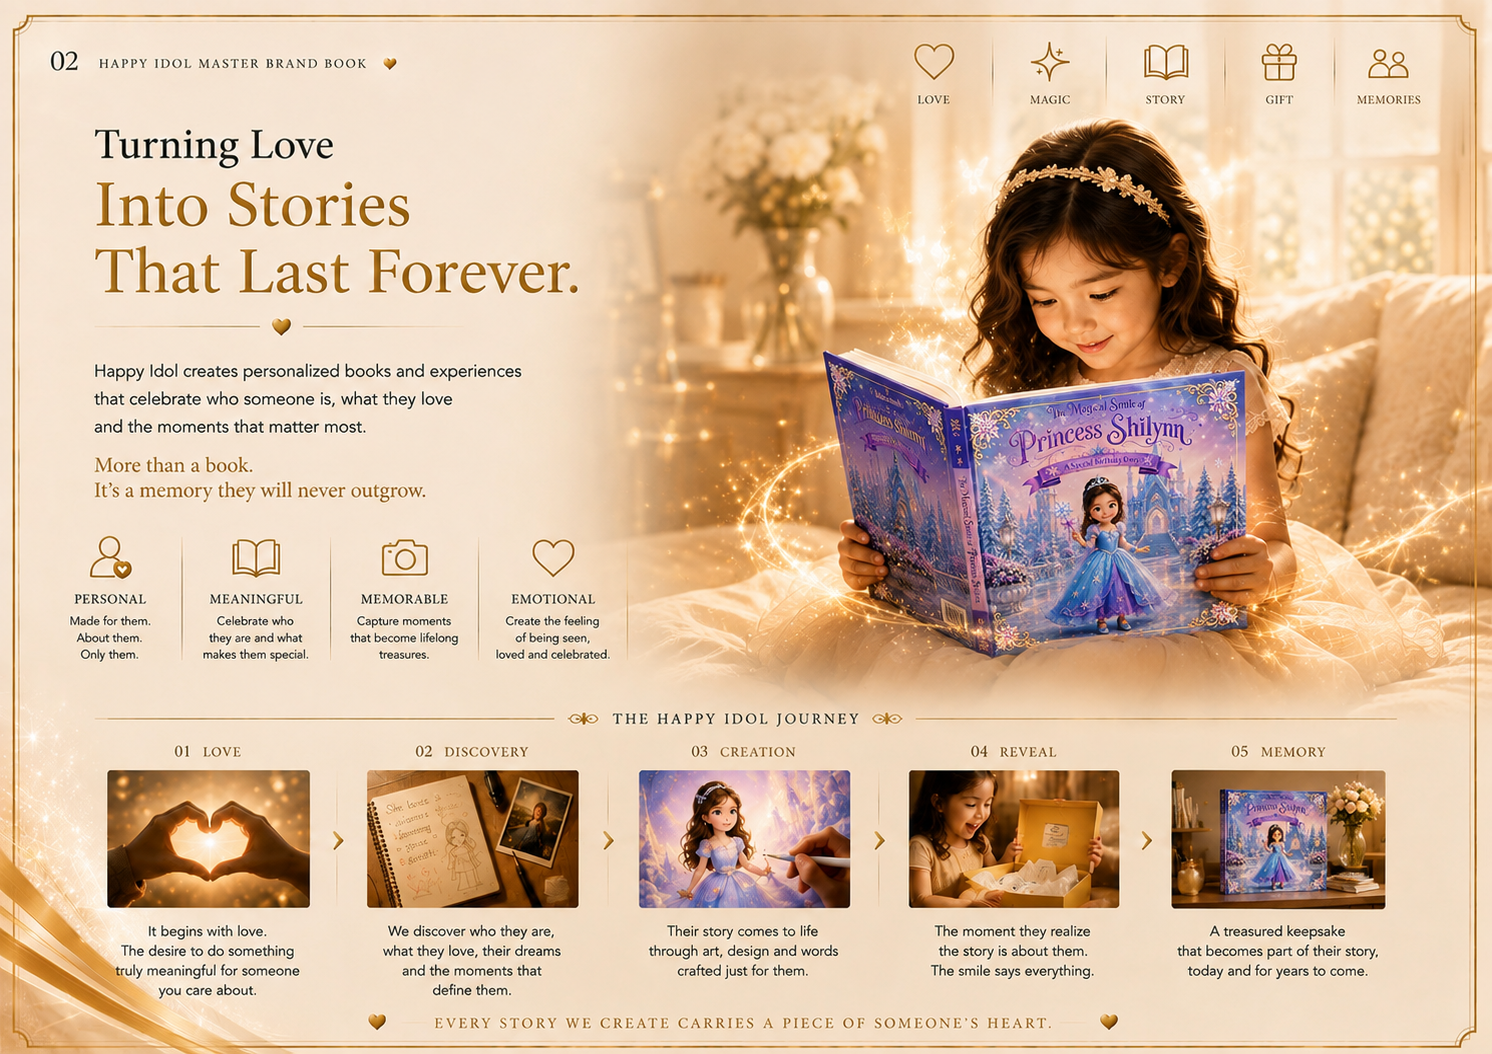 02 HAPPY IDOL MASTER BRAND BOOK
LOVE
MAGIC
STORY
GIFT
MEMORIES
Turning Love
Into Stories
That Last Forever.
Happy Idol creates personalized books and experiences
that celebrate who someone is, what they love
and the moments that matter most.
More than a book.
It's a memory they will never outgrow.
PERSONAL
Made for them.
About them.
Only them.
MEANINGFUL
Celebrate who
they are and what
makes them special.
MEMORABLE
Capture moments
that become lifelong
treasures.
EMOTIONAL
Create the feeling
of being seen,
loved and celebrated.
The Magical Smile of
Princess Shilynn
A Special Birthday Story
THE HAPPY IDOL JOURNEY
01 LOVE
It begins with love.
The desire to do something
truly meaningful for someone
you care about.
02 DISCOVERY
She loves
We discover who they are,
what they love, their dreams
and the moments that
define them.
03 CREATION
Their story comes to life
through art, design and words
crafted just for them.
04 REVEAL
The moment they realize
the story is about them.
The smile says everything.
05 MEMORY
Princess Shilynn
A treasured keepsake
that becomes part of their story,
today and for years to come.
EVERY STORY WE CREATE CARRIES A PIECE OF SOMEONE'S HEART.